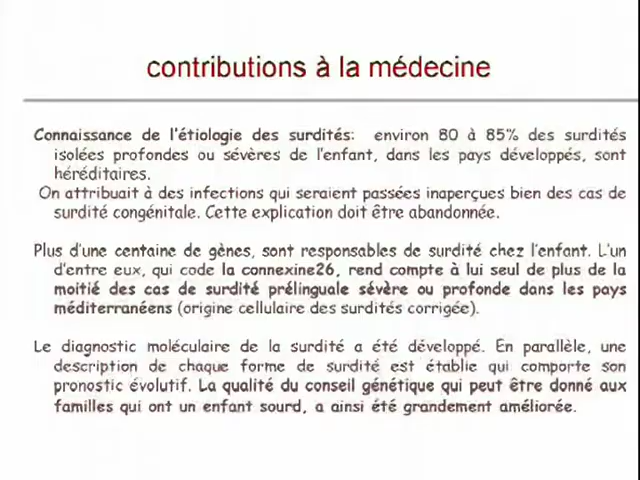 contributions à la médecine
Connaissance de l'étiologie des surdités: environ 80 à 85% des surdités
isolées profondes ou sévères de l'enfant, dans les pays développés, sont
héréditaires.
On attribuait à des infections qui seraient passées inaperçues bien des cas de
surdité congénitale. Cette explication doit être abandonnée.
Plus d'une centaine de gènes, sont responsables de surdité chez l'enfant. L'un
d'entre eux, qui code la connexine26, rend compte à lui seul de plus de la
moitié des cas de surdité prélinguale sévère ou profonde dans les pays
méditerranéens (origine cellulaire des surdités corrigée).
Le diagnostic moléculaire de la surdité a été développé. En parallèle, une
description de chaque forme de surdité est établie qui comporte son
pronostic évolutif. La qualité du conseil génétique qui peut être donné aux
familles qui ont un enfant sourd, a ainsi été grandement améliorée.